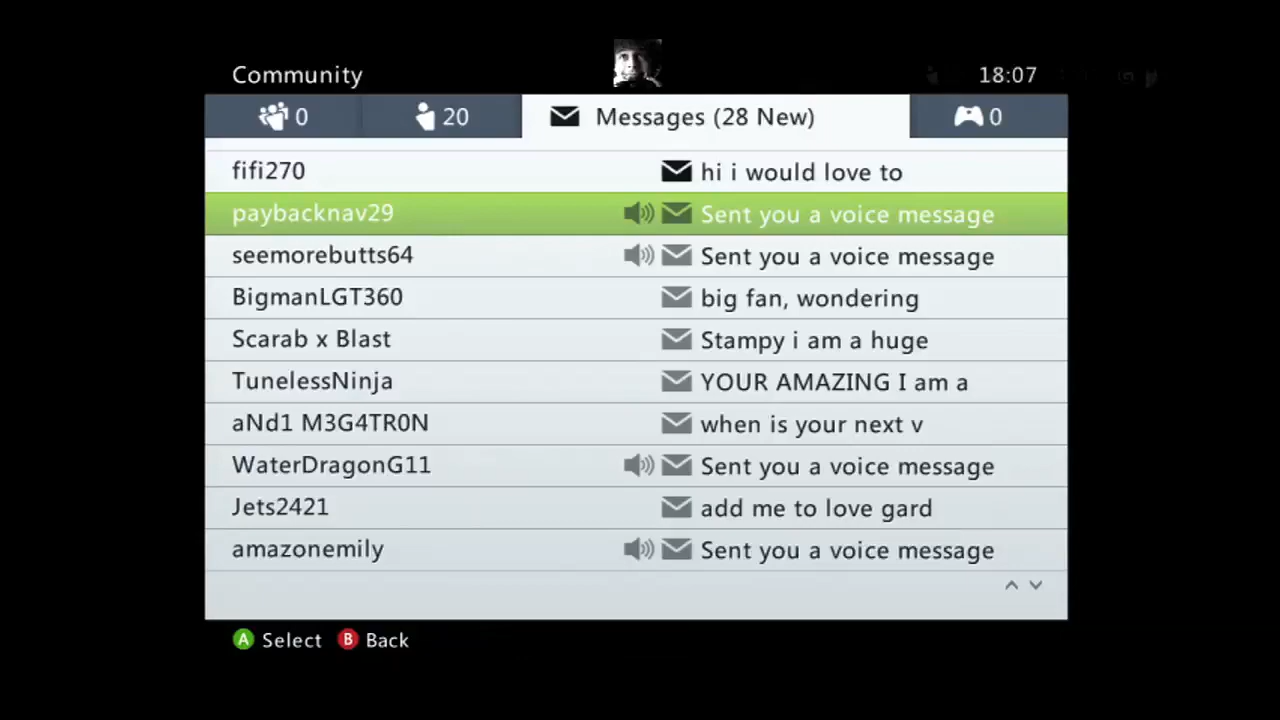 Community
18:07
0
20
Messages (28 New)
0
fifi270 hi i would love to
paybacknav29 Sent you a voice message
seemorebutts64 Sent you a voice message
BigmanLGT360 big fan, wondering
Scarab x Blast Stampy i am a huge
TunelessNinja YOUR AMAZING I am a
aNd1 M3G4TR0N when is your next v
WaterDragonG11 Sent you a voice message
Jets2421 add me to love gard
amazonemily Sent you a voice message
A Select B Back